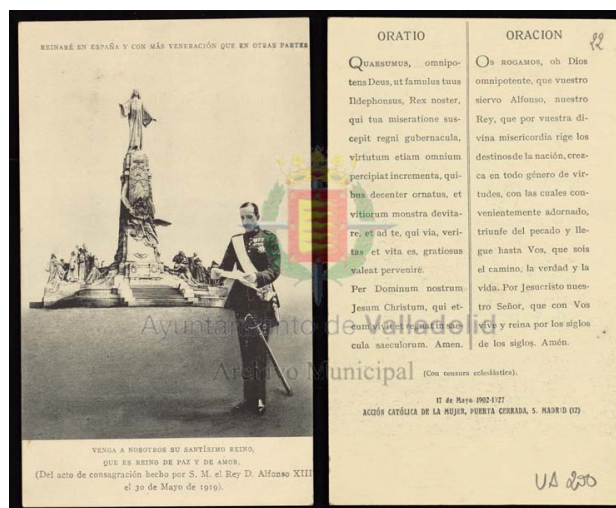 REINARÉ EN ESPAÑA Y CON MÁS VENERACIÓN QUE EN OTRAS PARTES
VENGA A NOSOTROS SU SANTÍSIMO REINO,
QUE ES REINO DE PAZ Y DE AMOR.
(Del acto de consagración hecho por S. M. el Rey D. Alfonso XIII
el 30 de Mayo de 1919).
ORATIO
QUAESUMUS, omnipo-
tens Deus, ut famulus tuus
Ildephonsus, Rex noster,
qui tua miseratione sus-
cepit regni gubernacula,
virtutum etiam omnium
percipiat incrementa, qui-
bus decenter ornatus, et
vitiorum monstra devita-
re, et ad te, qui via, veri-
tas et vita es, gratiosus
valeat pervenire.
Per Dominum nostrum
Jesum Christum, qui et-
cum vivit et regnat in sae-
cula saeculorum. Amen.
ORACION
OS ROGAMOS, oh Dios
omnipotente, que vuestro
siervo Alfonso, nuestro
Rey, que por vuestra di-
vina misericordia rige los
destinos de la nación, crez-
ca en todo género de vir-
tudes, con las cuales con-
venientemente adornado,
triunfe del pecado y lle-
gue hasta Vos, que sois
el camino, la verdad y la
vida. Por Jesucristo nues-
tro Señor, que con Vos
vive y reina por los siglos
de los siglos. Amén.
(Con censura eclesiástica).
17 de Mayo 1902-1927
ACCIÓN CATÓLICA DE LA MUJER, PUERTA CERRADA, 5. MADRID (12)
UA 200
22
Ayuntamiento de Valladolid
Archivo Municipal